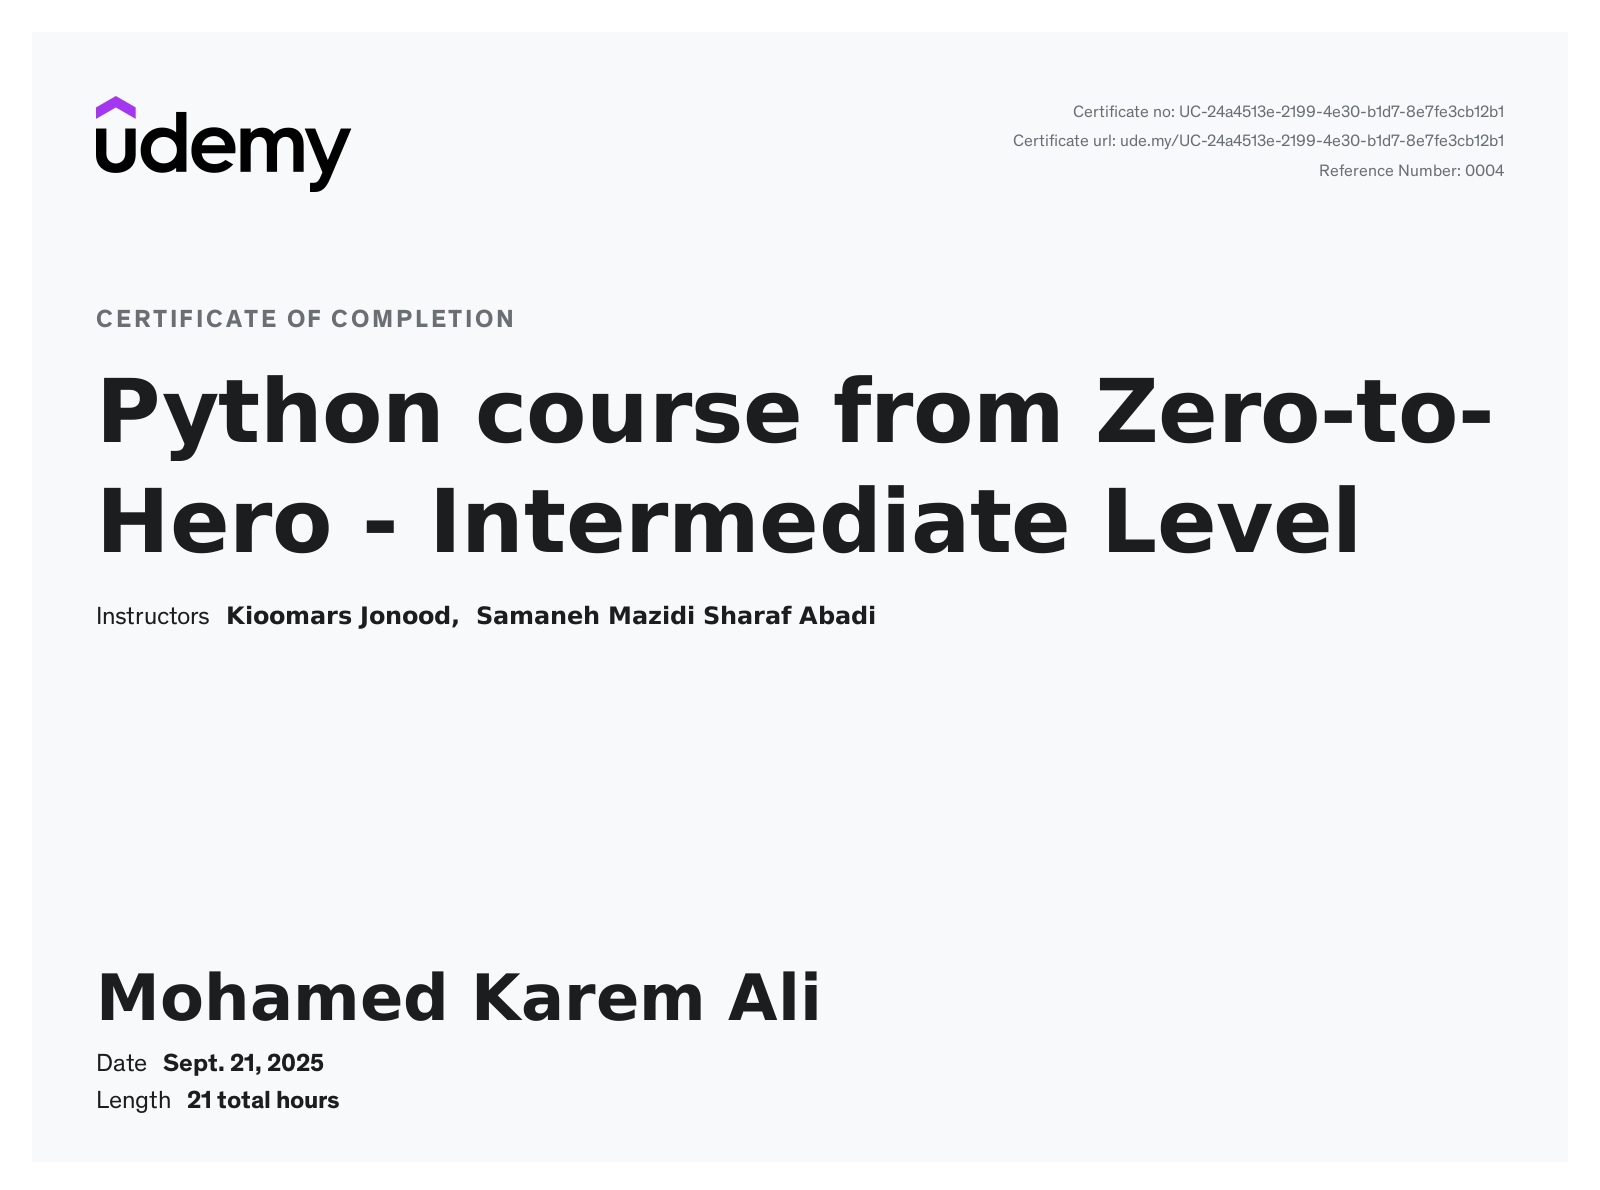 udemy
Certificate no: UC-24a4513e-2199-4e30-b1d7-8e7fe3cb12b1
Certificate url: ude.my/UC-24a4513e-2199-4e30-b1d7-8e7fe3cb12b1
Reference Number: 0004
CERTIFICATE OF COMPLETION
Python course from Zero-to-
Hero - Intermediate Level
Instructors Kioomars Jonood, Samaneh Mazidi Sharaf Abadi
Mohamed Karem Ali
Date Sept. 21, 2025
Length 21 total hours